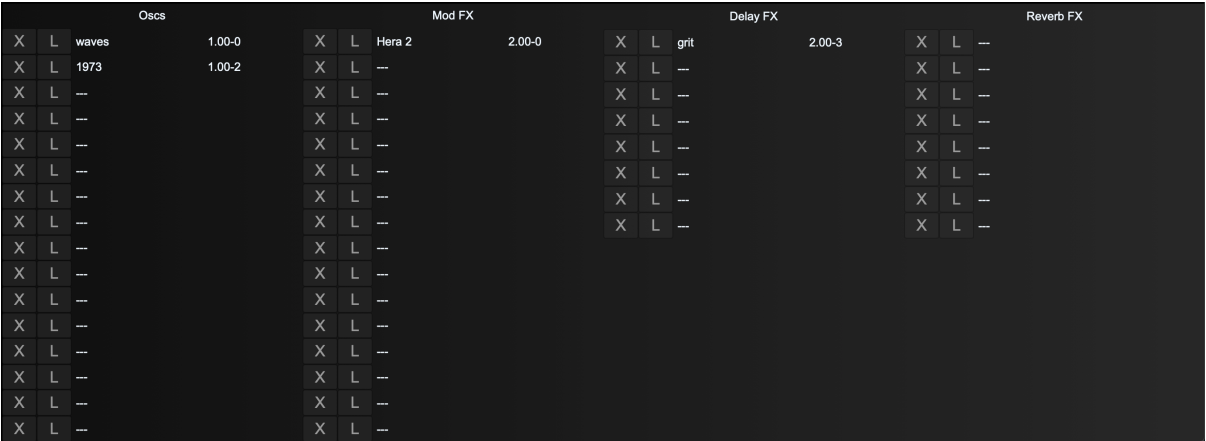 Oscs Mod FX Delay FX Reverb FX
X L waves 1.00-0 X L Hera 2 2.00-0 X L grit 2.00-3 X L ---
X L 1973 1.00-2 X L --- X L --- X L ---
X L --- X L --- X L --- X L ---
X L --- X L --- X L --- X L ---
X L --- X L --- X L --- X L ---
X L --- X L --- X L --- X L ---
X L --- X L --- X L --- X L ---
X L --- X L --- X L --- X L ---
X L --- X L ---
X L --- X L ---
X L --- X L ---
X L --- X L ---
X L --- X L ---
X L --- X L ---
X L --- X L ---
X L --- X L ---